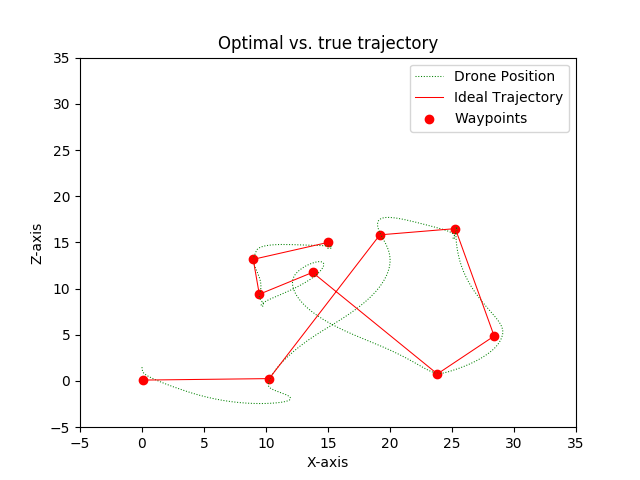 Optimal vs. true trajectory
Drone Position
Ideal Trajectory
Waypoints
35
30
25
20
15
10
5
0
−5
Z-axis
−5 0 5 10 15 20 25 30 35
X-axis